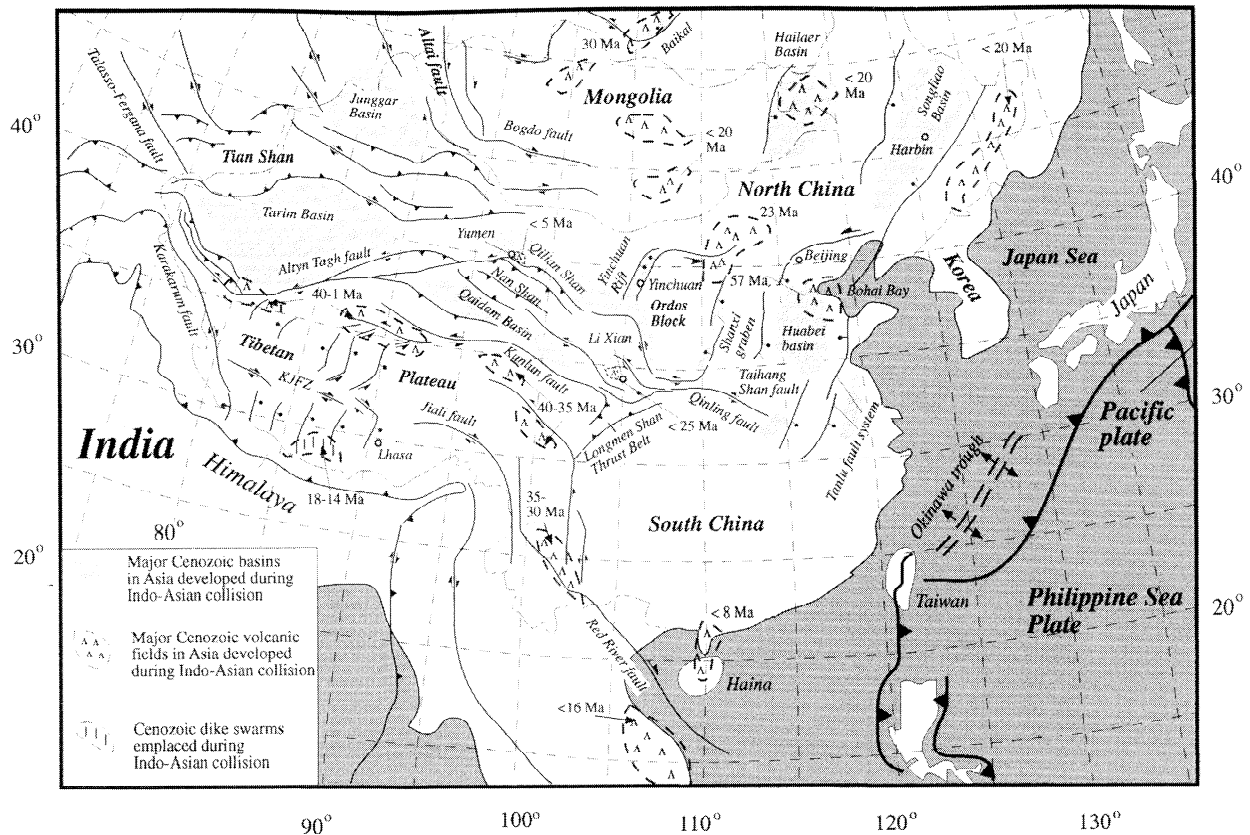 Talasso-Fergana fault
Altai fault
30 Ma
Baikal
Hailaer
Basin
< 20 Ma
Junggar
Basin
Mongolia
< 20
Ma
Songliao
Basin
40°
Bogdo fault
< 20
Ma
Harbin
Tian Shan
North China
40°
Tarim Basin
23 Ma
Yumen
< 5 Ma
Karakarum fault
Altyn Tagh fault
Qilian Shan
Yinchuan
Rift
Beijing
Japan Sea
Korea
Nan Shan
Yinchuan
57 Ma
Bohai Bay
Japan
40-1 Ma
Qaidam Basin
Ordos
Block
Shanxi
graben
Huabei
basin
30°
Tibetan
Plateau
Li Xian
Kunlun fault
Taihang
Shan fault
KJFZ
Jiali fault
40-35 Ma
Qinling fault
30°
< 25 Ma
Longmen Shan
Thrust Belt
Tanlu fault system
Pacific
plate
India
Himalaya
Lhasa
18-14 Ma
35-
30 Ma
Okinawa trough
South China
80°
20°
Major Cenozoic basins
in Asia developed during
Indo-Asian collision
Taiwan
Philippine Sea
Plate
20°
Major Cenozoic volcanic
fields in Asia developed
during Indo-Asian collision
< 8 Ma
Red River fault
Haina
<16 Ma
Cenozoic dike swarms
emplaced during
Indo-Asian collision
90°
100°
110°
120°
130°